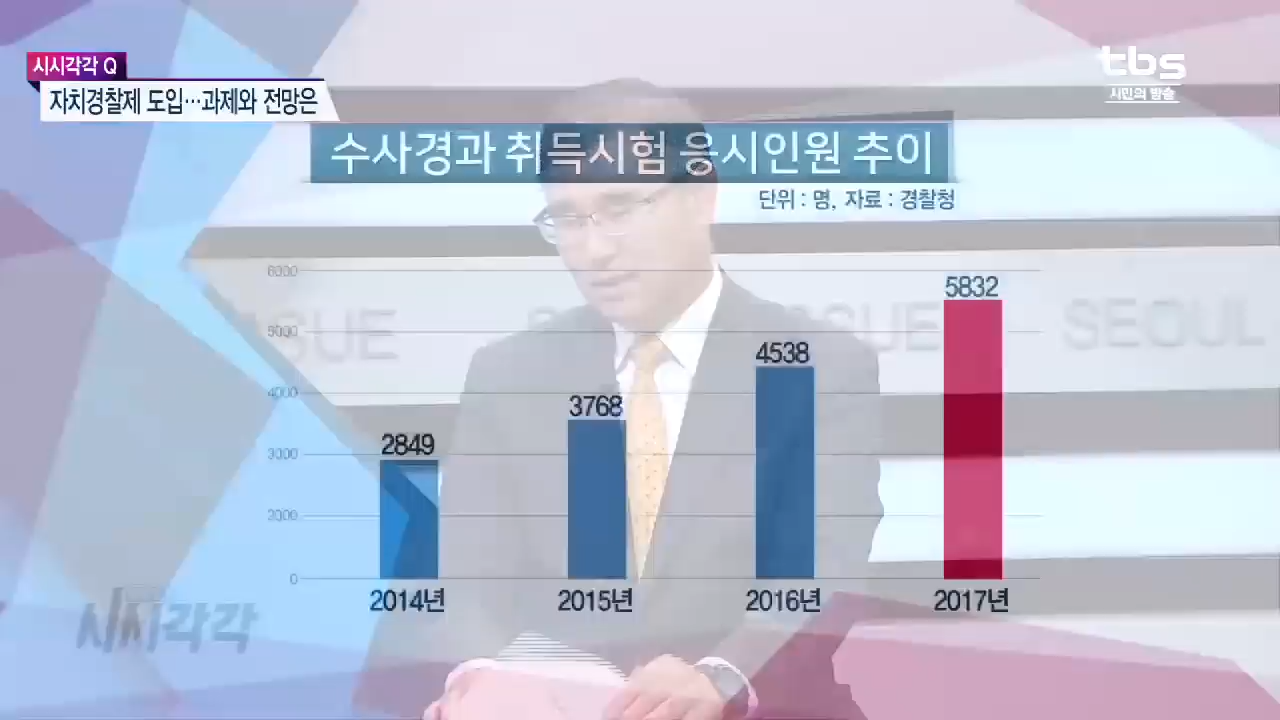 시시각각 Q
자치경찰제 도입…과제와 전망은
tbs
시민의 방송
수사경과 취득시험 응시인원 추이
단위 : 명, 자료 : 경찰청
6000
5000
4000
3000
2000
0
2849
3768
4538
5832
2014년
2015년
2016년
2017년
SSUE
SEOUL
시시각각